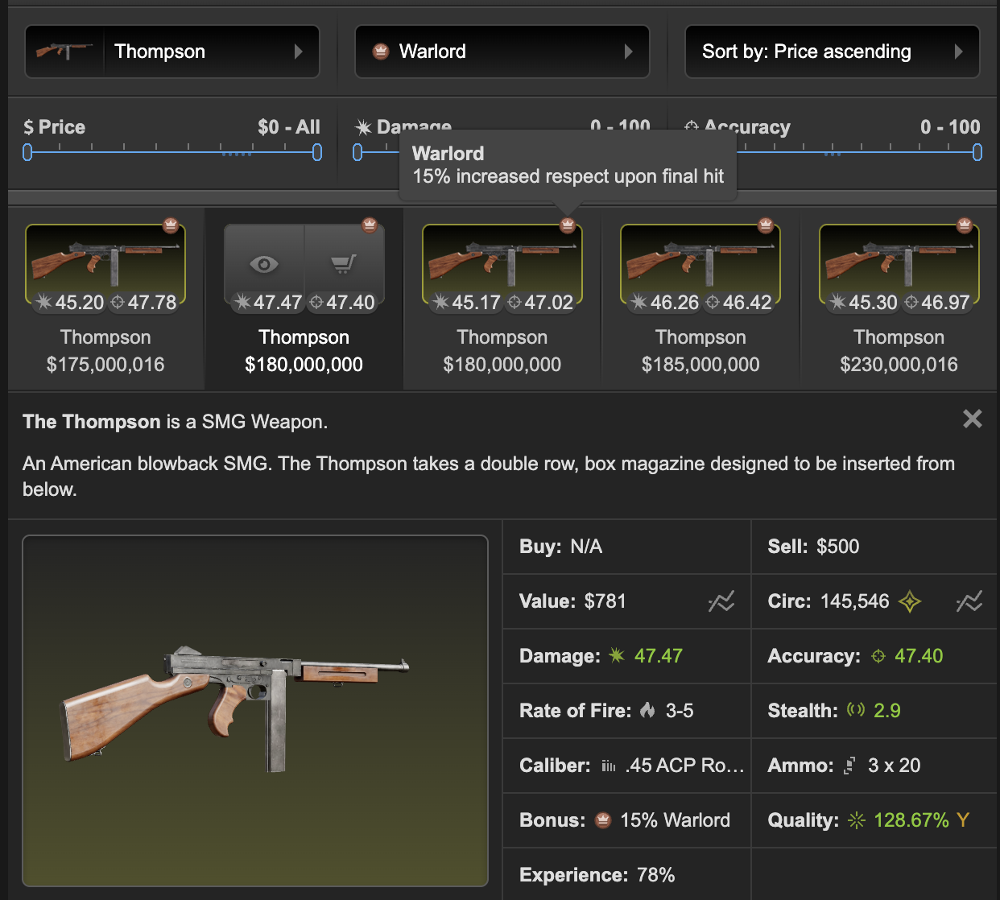 Thompson
Warlord
Sort by: Price ascending
$ Price
$0 - All
Damage
0 - 100
Accuracy
0 - 100
Warlord
15% increased respect upon final hit
45.20 47.78
47.47 47.40
45.17 47.02
46.26 46.42
45.30 46.97
Thompson
Thompson
Thompson
Thompson
Thompson
$175,000,016
$180,000,000
$180,000,000
$185,000,000
$230,000,016
The Thompson is a SMG Weapon.
An American blowback SMG. The Thompson takes a double row, box magazine designed to be inserted from
below.
Buy: N/A
Sell: $500
Value: $781
Circ: 145,546
Damage: 47.47
Accuracy: 47.40
Rate of Fire: 3-5
Stealth: 2.9
Caliber: .45 ACP Ro...
Ammo: 3 x 20
Bonus: 15% Warlord
Quality: 128.67% Y
Experience: 78%